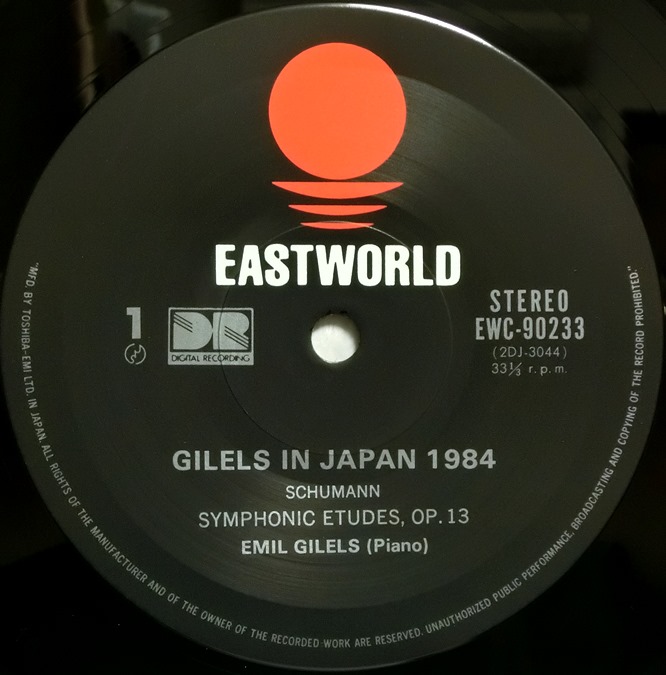 EASTWORLD
1
DR
DIGITAL RECORDING
STEREO
EWC-90233
(2DJ-3044)
33⅓ r.p.m.
GILELS IN JAPAN 1984
SCHUMANN
SYMPHONIC ETUDES, OP.13
EMIL GILELS (Piano)
"MFD. BY TOSHIBA-EMI LTD. IN JAPAN. ALL RIGHTS OF THE MANUFACTURER AND OF THE OWNER OF THE RECORDED WORK ARE RESERVED. UNAUTHORIZED PUBLIC PERFORMANCE, BROADCASTING AND COPYING OF THE RECORD PROHIBITED."